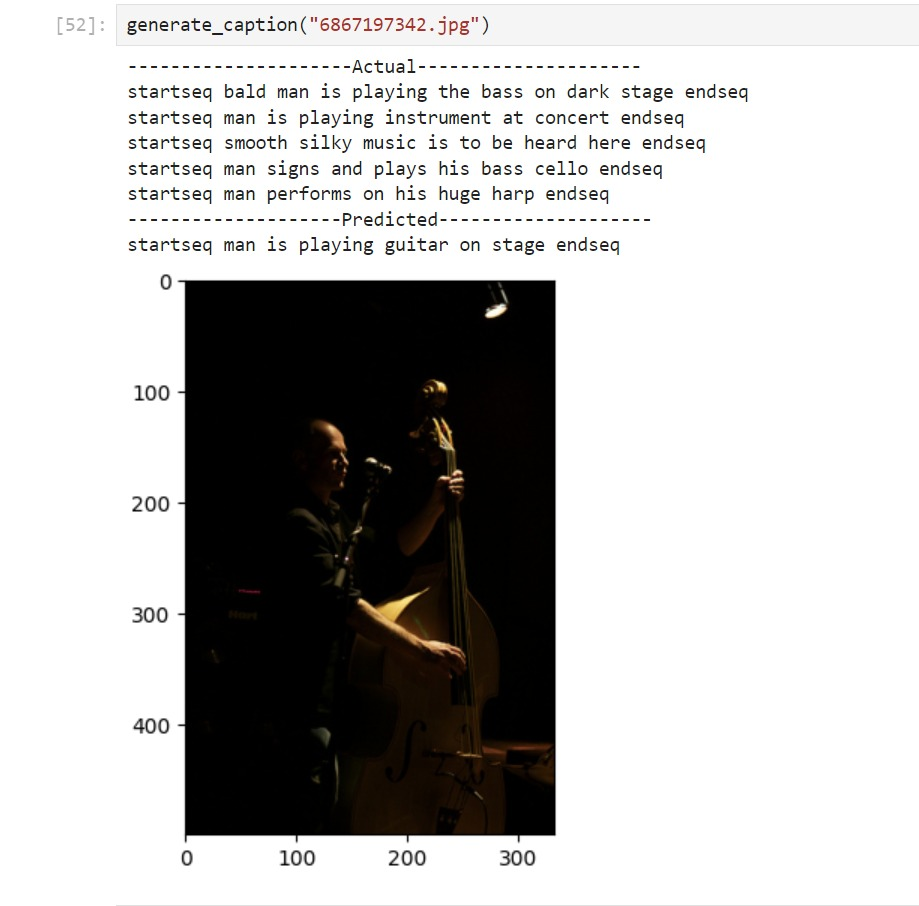 [52]: generate_caption("6867197342.jpg")
---------------------Actual---------------------
startseq bald man is playing the bass on dark stage endseq
startseq man is playing instrument at concert endseq
startseq smooth silky music is to be heard here endseq
startseq man signs and plays his bass cello endseq
startseq man performs on his huge harp endseq
--------------------Predicted--------------------
startseq man is playing guitar on stage endseq
0
100
200
300
400
0 100 200 300